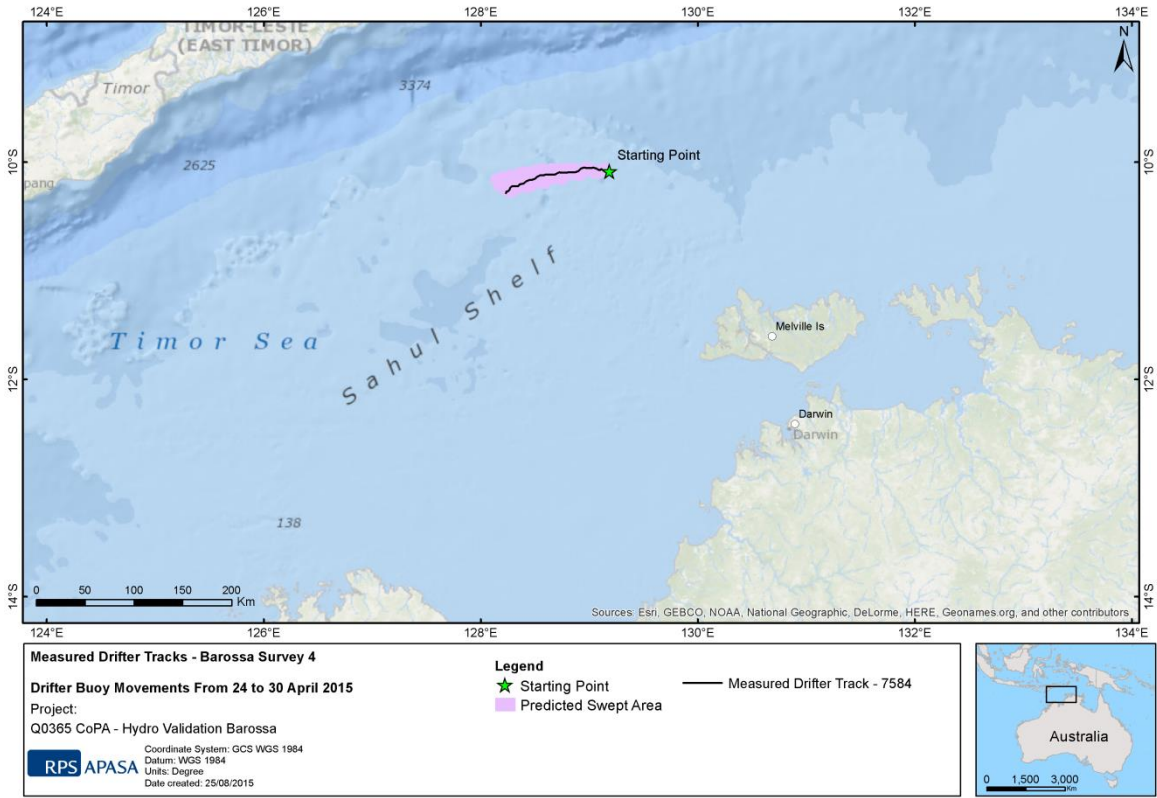 124°E 126°E 128°E 130°E 132°E 134°E
TIMOR-LESTE
(EAST TIMOR)
N
Timor
3374
10°S
2625
10°S
Starting Point
pang
Sahul Shelf
Timor Sea
Melville Is
12°S
12°S
Darwin
Darwin
138
14°S
14°S
0 50 100 150 200
Km
Sources: Esri, GEBCO, NOAA, National Geographic, DeLorme, HERE, Geonames.org, and other contributors
124°E 126°E 128°E 130°E 132°E 134°E
Measured Drifter Tracks - Barossa Survey 4
Drifter Buoy Movements From 24 to 30 April 2015
Project:
Q0365 CoPA - Hydro Validation Barossa
RPS APASA
Coordinate System: GCS WGS 1984
Datum: WGS 1984
Units: Degree
Date created: 25/08/2015
Legend
Starting Point
Predicted Swept Area
Measured Drifter Track - 7584
Australia
0 1,500 3,000
Km